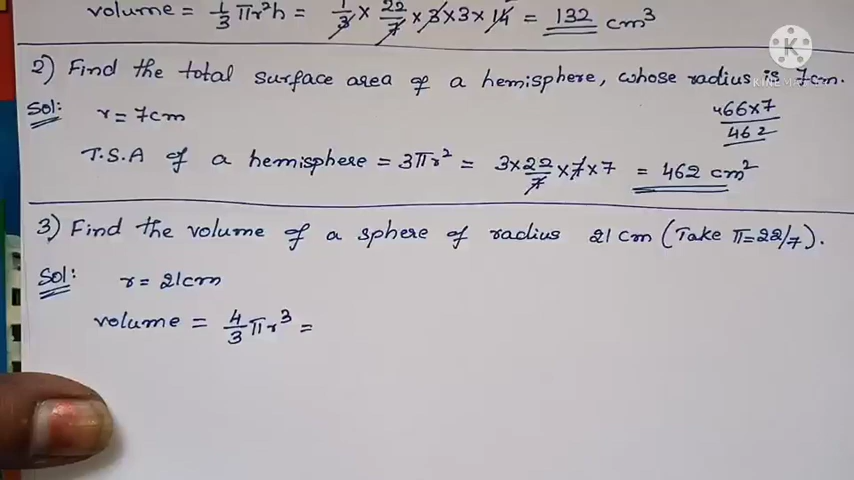 volume = 1/3 πr²h = 1/3 × 22/7 × 3×3×14 = 132 cm³
2) Find the total surface area of a hemisphere, whose radius is 7cm.
Sol:
r = 7cm
466×7
462
T.S.A of a hemisphere = 3πr² = 3×22/7×7×7 = 462 cm²
3) Find the volume of a sphere of radius 21 cm (Take π=22/7).
Sol:
r = 21cm
volume = 4/3 πr³ =
K